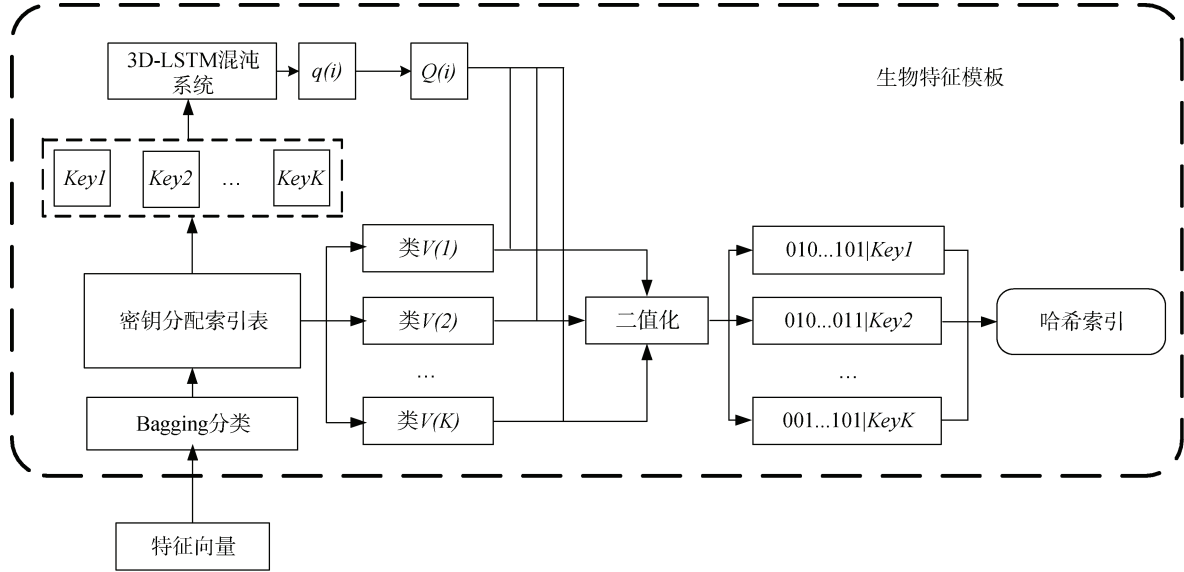 3D-LSTM混沌
系统
q(i)
Q(i)
生物特征模板
Key1
Key2
...
KeyK
类V(1)
010...101|Key1
密钥分配索引表
类V(2)
二值化
010...011|Key2
哈希索引
...
...
Bagging分类
类V(K)
001...101|KeyK
特征向量